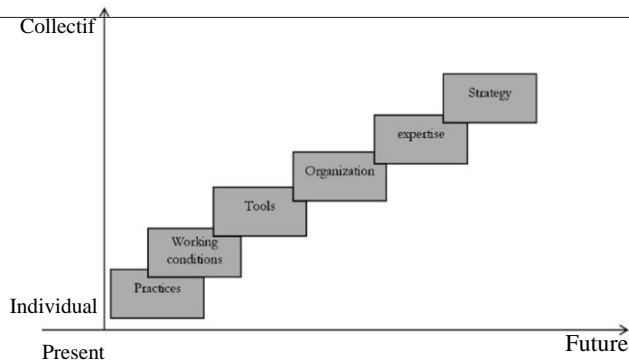 Collectif
Strategy
expertise
Organization
Tools
Working
conditions
Practices
Individual
Future
Present